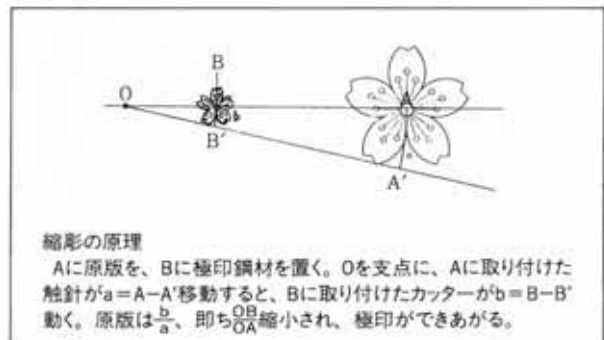 B
O
A
b
B′
a
A′
縮彫の原理
Aに原版を、Bに極印鋼材を置く。Oを支点に、Aに取り付けた
触針がa＝A−A′移動すると、Bに取り付けたカッターがb＝B−B′
動く。原版はb/a、即ちOB/OA縮小され、極印ができあがる。